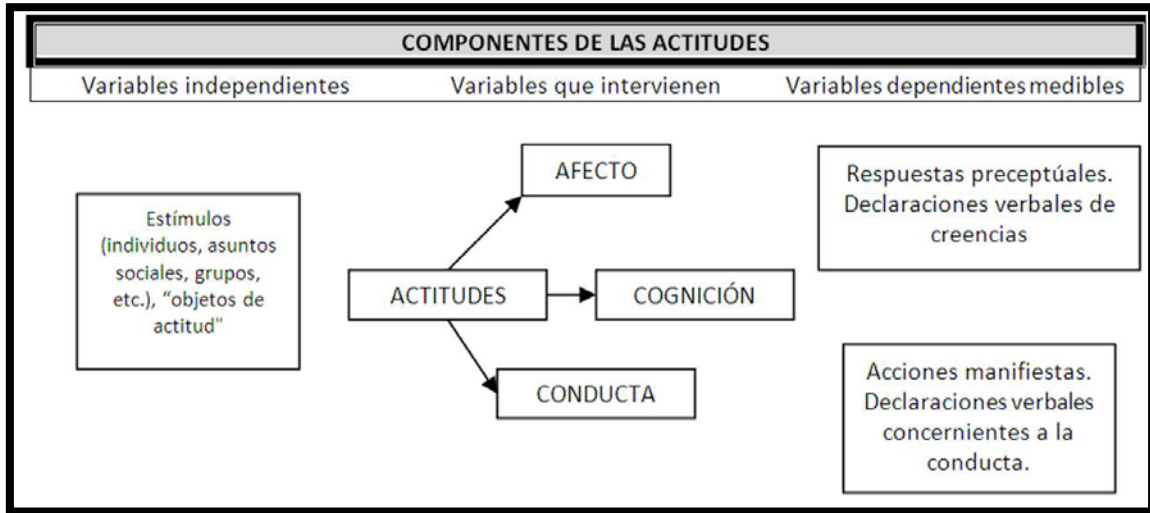 COMPONENTES DE LAS ACTITUDES
Variables independientes
Variables que intervienen
Variables dependientes medibles
Estímulos
(individuos, asuntos
sociales, grupos,
etc.), “objetos de
actitud"
AFECTO
ACTITUDES
COGNICIÓN
CONDUCTA
Respuestas preceptúales.
Declaraciones verbales de
creencias
Acciones manifiestas.
Declaraciones verbales
concernientes a la
conducta.